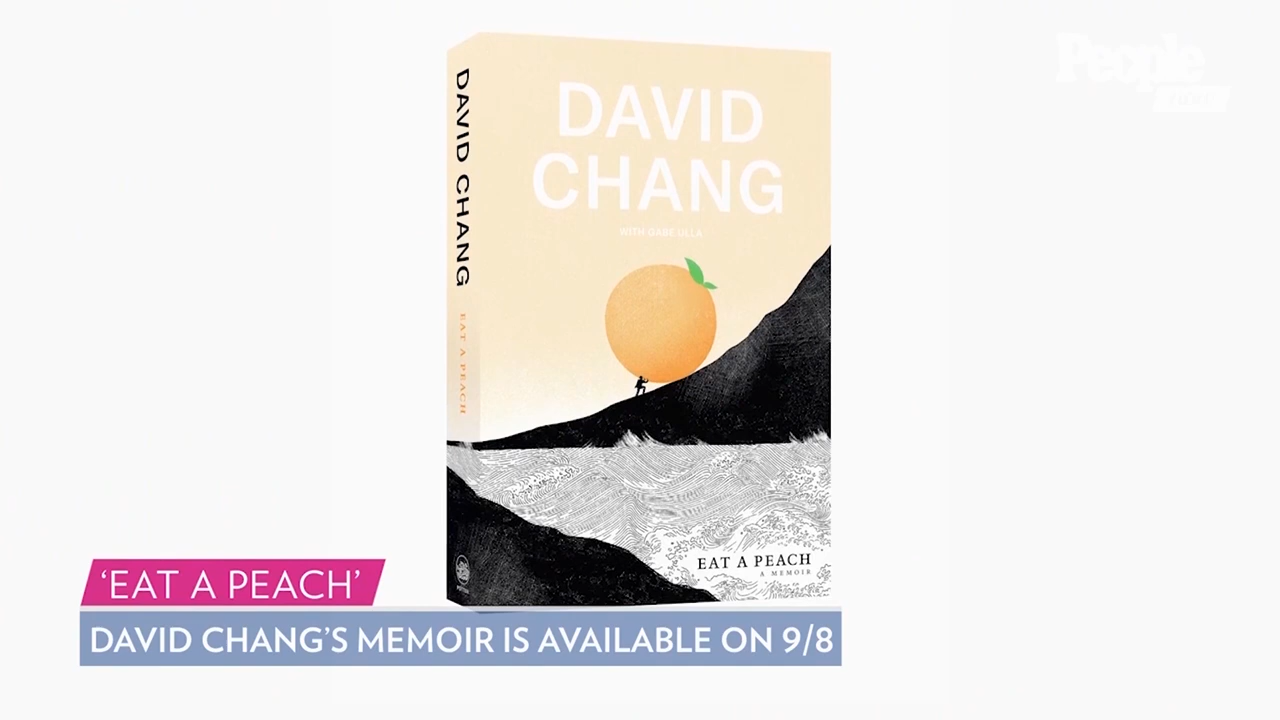 People
now
DAVID
CHANG
WITH GABE ULLA
DAVID CHANG
EAT A PEACH
EAT A PEACH
A MEMOIR
‘EAT A PEACH’
DAVID CHANG’S MEMOIR IS AVAILABLE ON 9/8